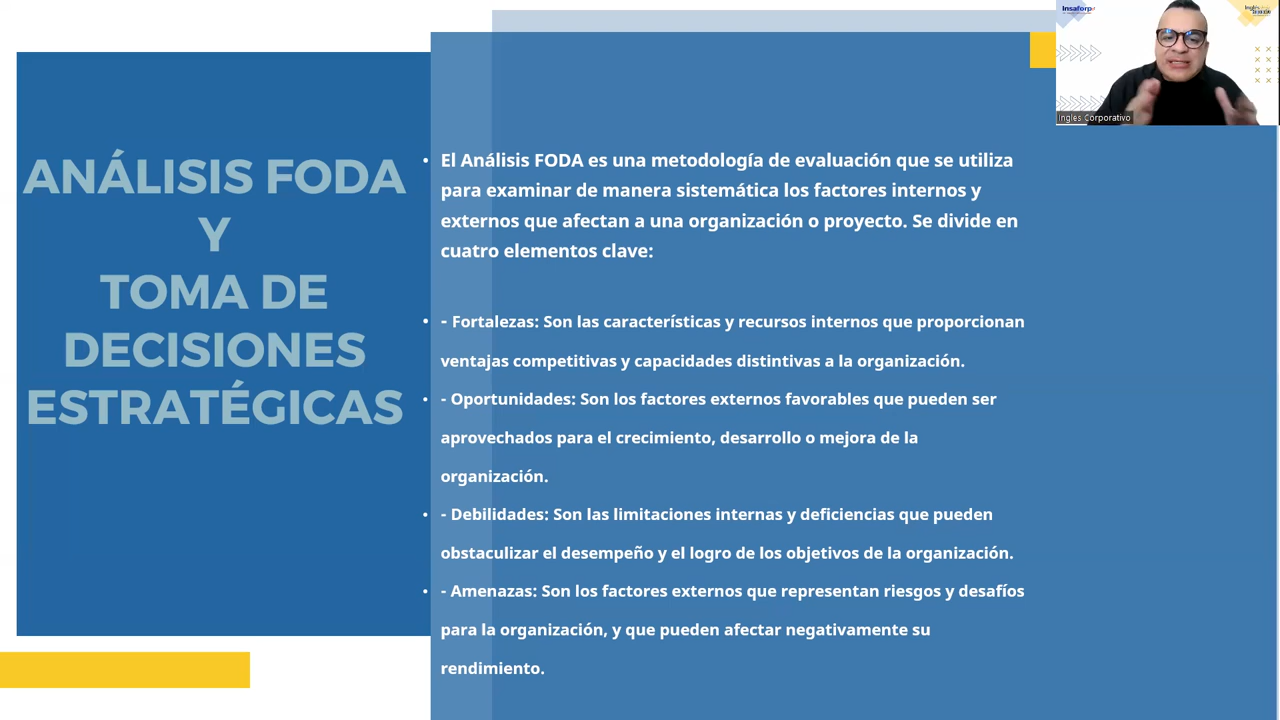 ANÁLISIS FODA
Y
TOMA DE
DECISIONES
ESTRATÉGICAS
• El Análisis FODA es una metodología de evaluación que se utiliza
para examinar de manera sistemática los factores internos y
externos que afectan a una organización o proyecto. Se divide en
cuatro elementos clave:
• - Fortalezas: Son las características y recursos internos que proporcionan
ventajas competitivas y capacidades distintivas a la organización.
• - Oportunidades: Son los factores externos favorables que pueden ser
aprovechados para el crecimiento, desarrollo o mejora de la
organización.
• - Debilidades: Son las limitaciones internas y deficiencias que pueden
obstaculizar el desempeño y el logro de los objetivos de la organización.
• - Amenazas: Son los factores externos que representan riesgos y desafíos
para la organización, y que pueden afectar negativamente su
rendimiento.
Insaforp
Ingles Corporativo